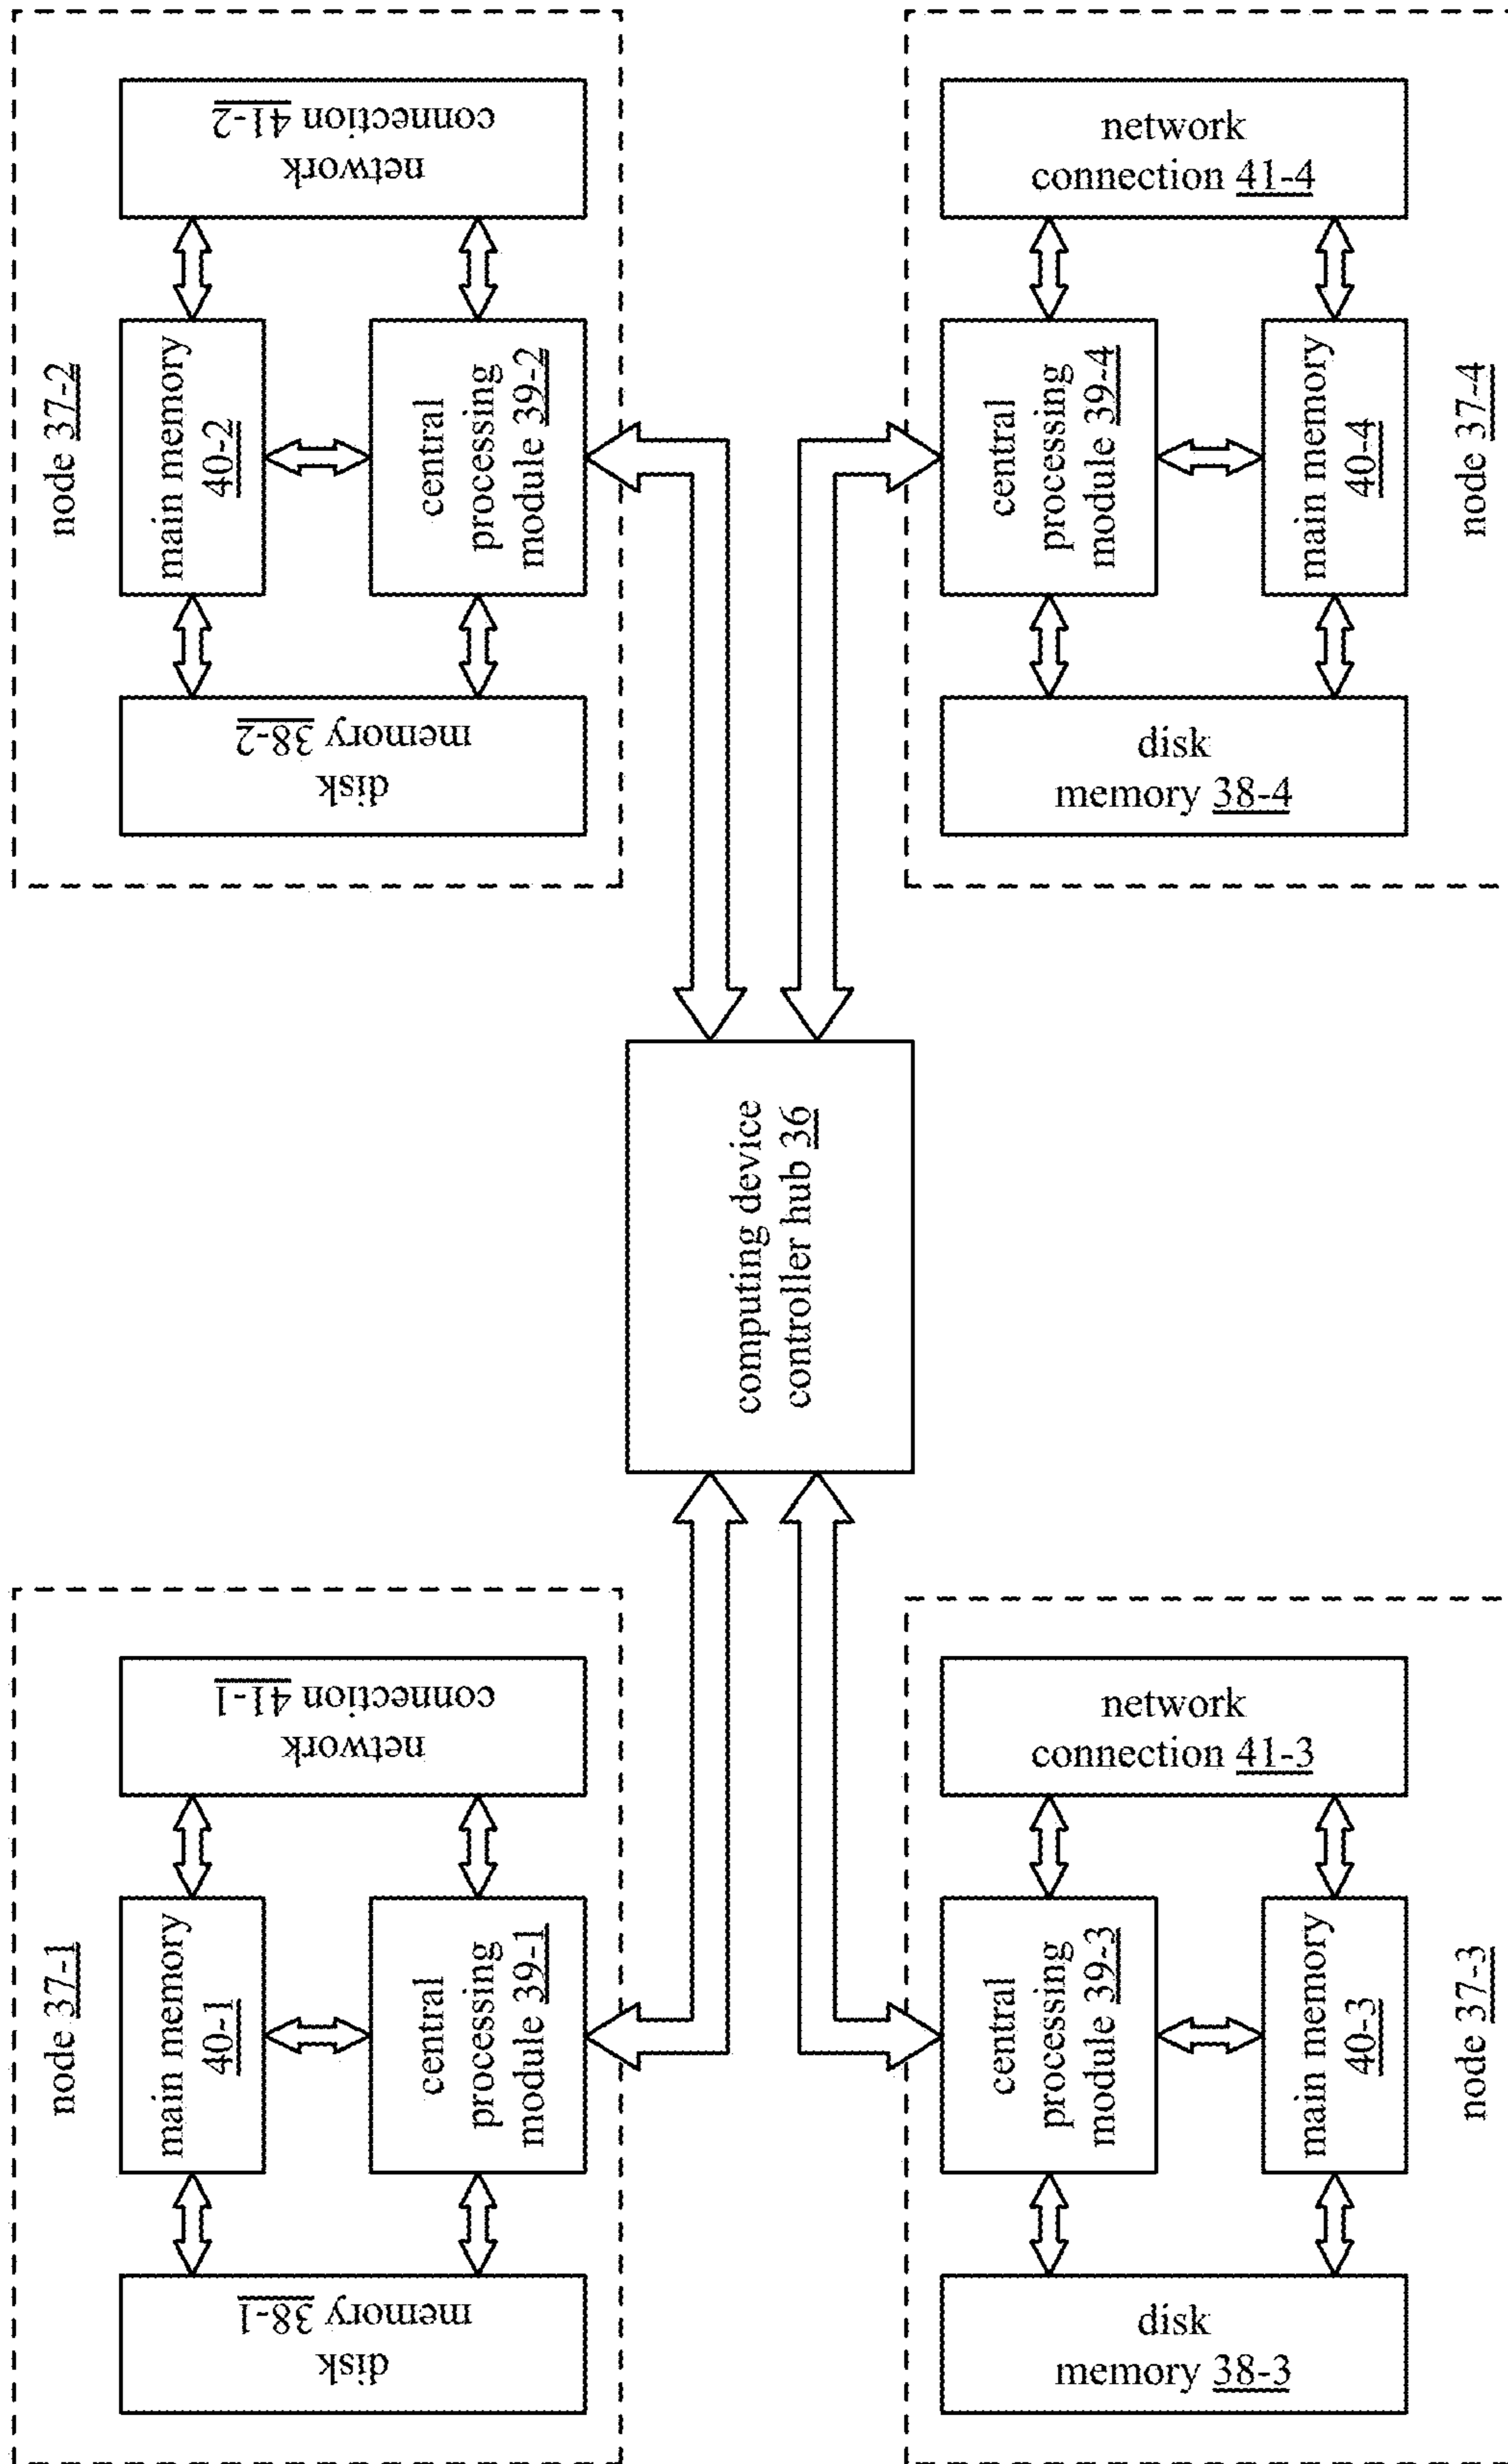 node 37-1
main memory
40-1
central
processing
module 39-1
disk
memory 38-1
network
connection 41-1
node 37-2
main memory
40-2
central
processing
module 39-2
disk
memory 38-2
network
connection 41-2
computing device
controller hub 36
central
processing
module 39-3
main memory
40-3
disk
memory 38-3
network
connection 41-3
node 37-3
central
processing
module 39-4
main memory
40-4
disk
memory 38-4
network
connection 41-4
node 37-4